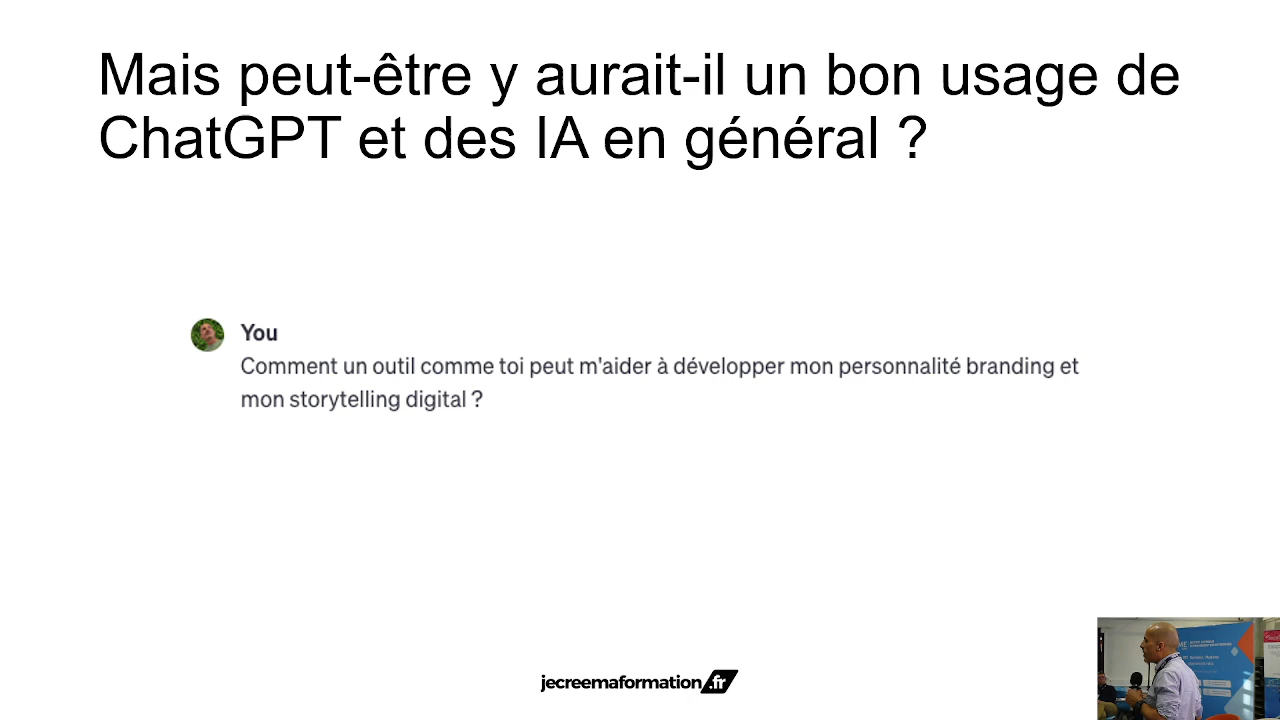 Mais peut-être y aurait-il un bon usage de
ChatGPT et des IA en général ?
You
Comment un outil comme toi peut m'aider à développer mon personnalité branding et
mon storytelling digital ?
jecreemaformation.fr